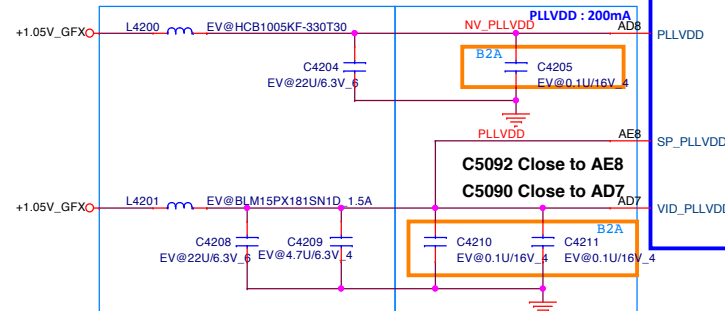 PLLVDD : 200mA
+1.05V_GFX L4200 EV@HCB1005KF-330T30 NV_PLLVDD AD8 PLLVDD
B2A
C4204 C4205
EV@22U/6.3V_6 EV@0.1U/16V_4
PLLVDD AE8 SP_PLLVDD
C5092 Close to AE8
C5090 Close to AD7
+1.05V_GFX L4201 EV@BLM15PX181SN1D_1.5A AD7 VID_PLLVDD
B2A
C4208 C4209 C4210 C4211
EV@22U/6.3V_6 EV@4.7U/6.3V_4 EV@0.1U/16V_4 EV@0.1U/16V_4